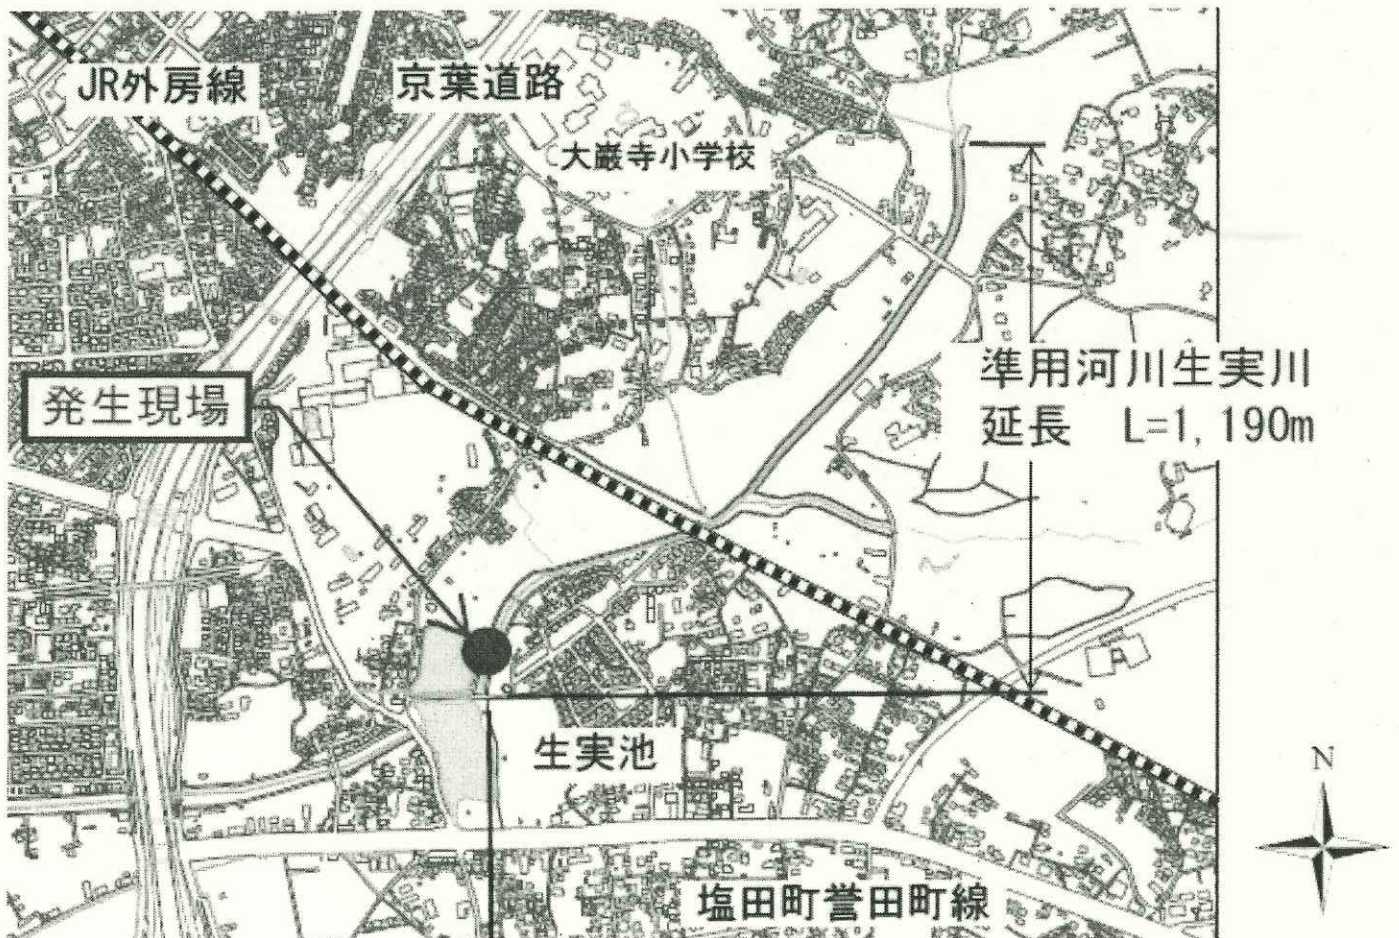 JR外房線
京葉道路
大巌寺小学校
発生現場
準用河川生実川
延長 L=1,190m
生実池
塩田町誉田町線
N